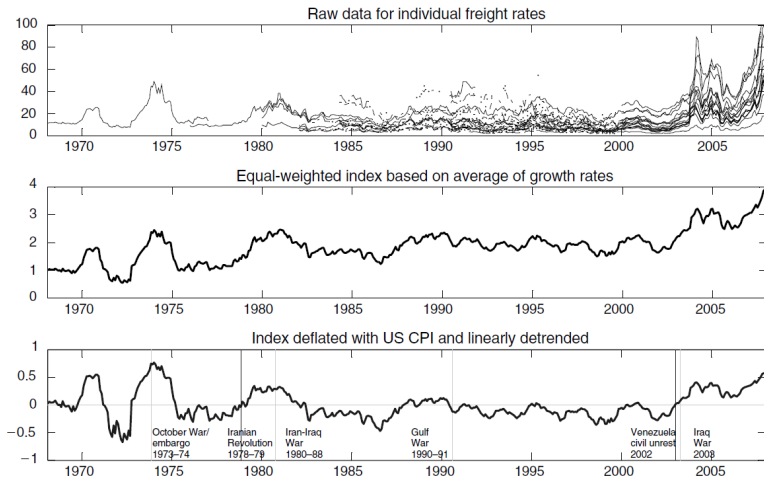 Raw data for individual freight rates
100
80
60
40
20
0
1970 1975 1980 1985 1990 1995 2000 2005
Equal-weighted index based on average of growth rates
4
3
2
1
0
1970 1975 1980 1985 1990 1995 2000 2005
Index deflated with US CPI and linearly detrended
1
0.5
0
−0.5
−1
October War/
embargo
1973–74
Iranian
Revolution
1978–79
Iran-Iraq
War
1980–88
Gulf
War
1990–91
Venezuela
civil unrest
2002
Iraq
War
2003
1970 1975 1980 1985 1990 1995 2000 2005